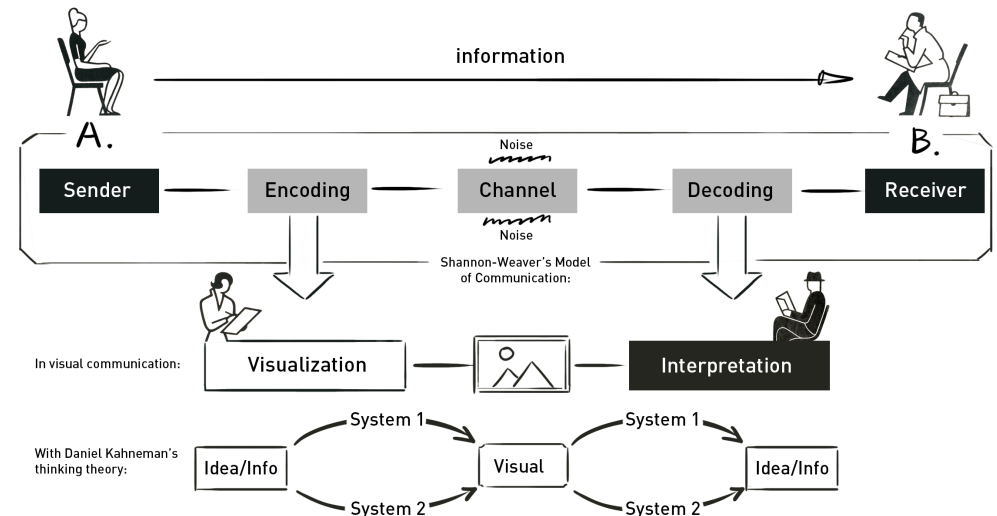 information
A.
B.
Noise
Sender
Encoding
Channel
Decoding
Receiver
Noise
Shannon-Weaver's Model
of Communication:
In visual communication:
Visualization
Interpretation
With Daniel Kahneman's
thinking theory:
Idea/Info
System 1
System 2
Visual
System 1
System 2
Idea/Info